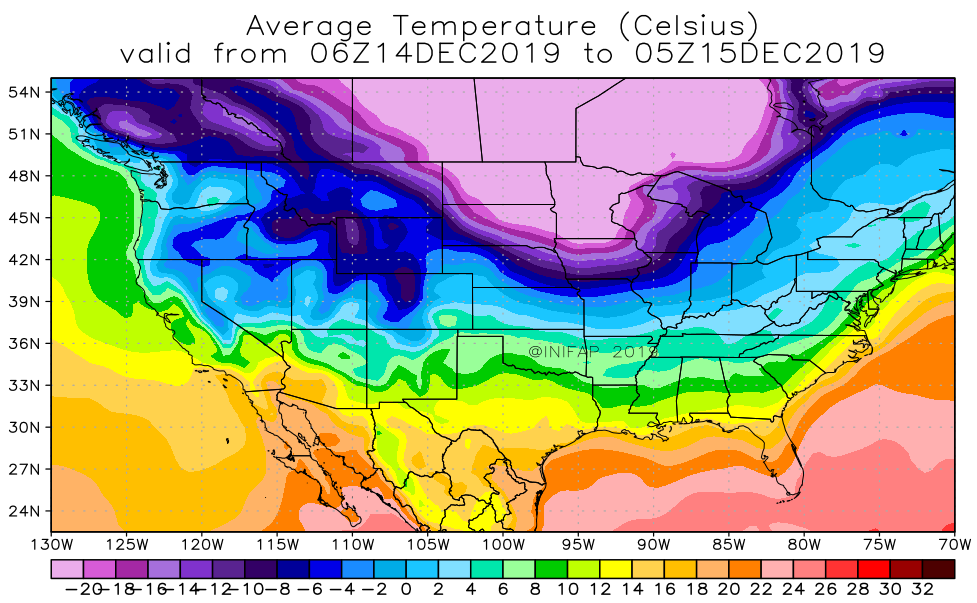 Average Temperature (Celsius)
valid from 06Z14DEC2019 to 05Z15DEC2019
54N
51N
48N
45N
42N
39N
36N
@INIFAP 2019
33N
30N
27N
24N
130W 125W 120W 115W 110W 105W 100W 95W 90W 85W 80W 75W 70W
-20 -18 -16 -14 -12 -10 -8 -6 -4 -2 0 2 4 6 8 10 12 14 16 18 20 22 24 26 28 30 32